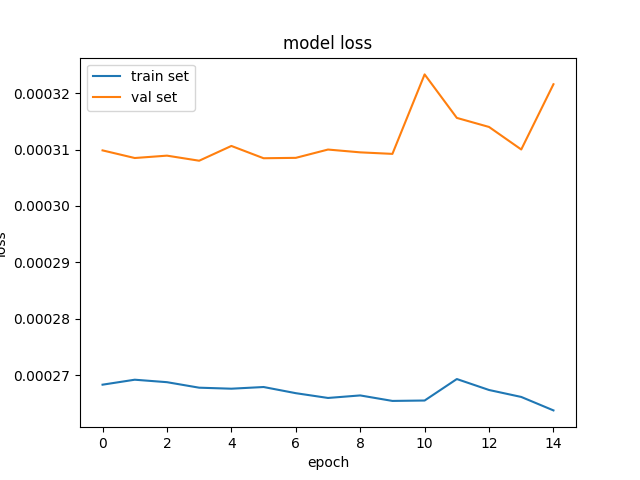 model loss
train set
val set
0.00032
0.00031
0.00030
0.00029
0.00028
0.00027
loss
0 2 4 6 8 10 12 14
epoch